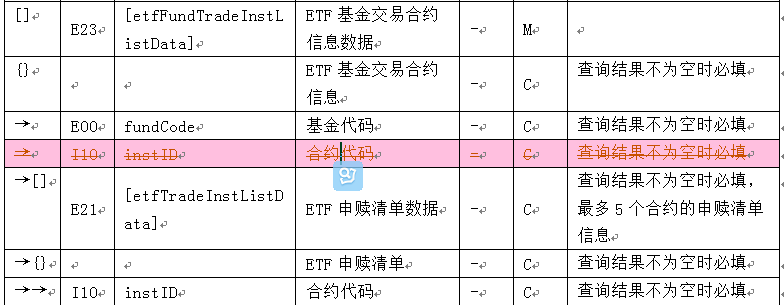 [] E23 [etfFundTradeInstL
istData] ETF 基金交易合约
信息数据 - M
{} ETF 基金交易合约
信息 - C 查询结果不为空时必填
→ E00 fundCode 基金代码 - C 查询结果不为空时必填
→ I10 instID 合约代码 - C 查询结果不为空时必填
→[] E21 [etfTradeInstListD
ata] ETF 申赎清单数据 - C 查询结果不为空时必填，
最多 5 个合约的申赎清单
信息
→{} ETF 申赎清单 - C 查询结果不为空时必填
→→ I10 instID 合约代码 - C 查询结果不为空时必填